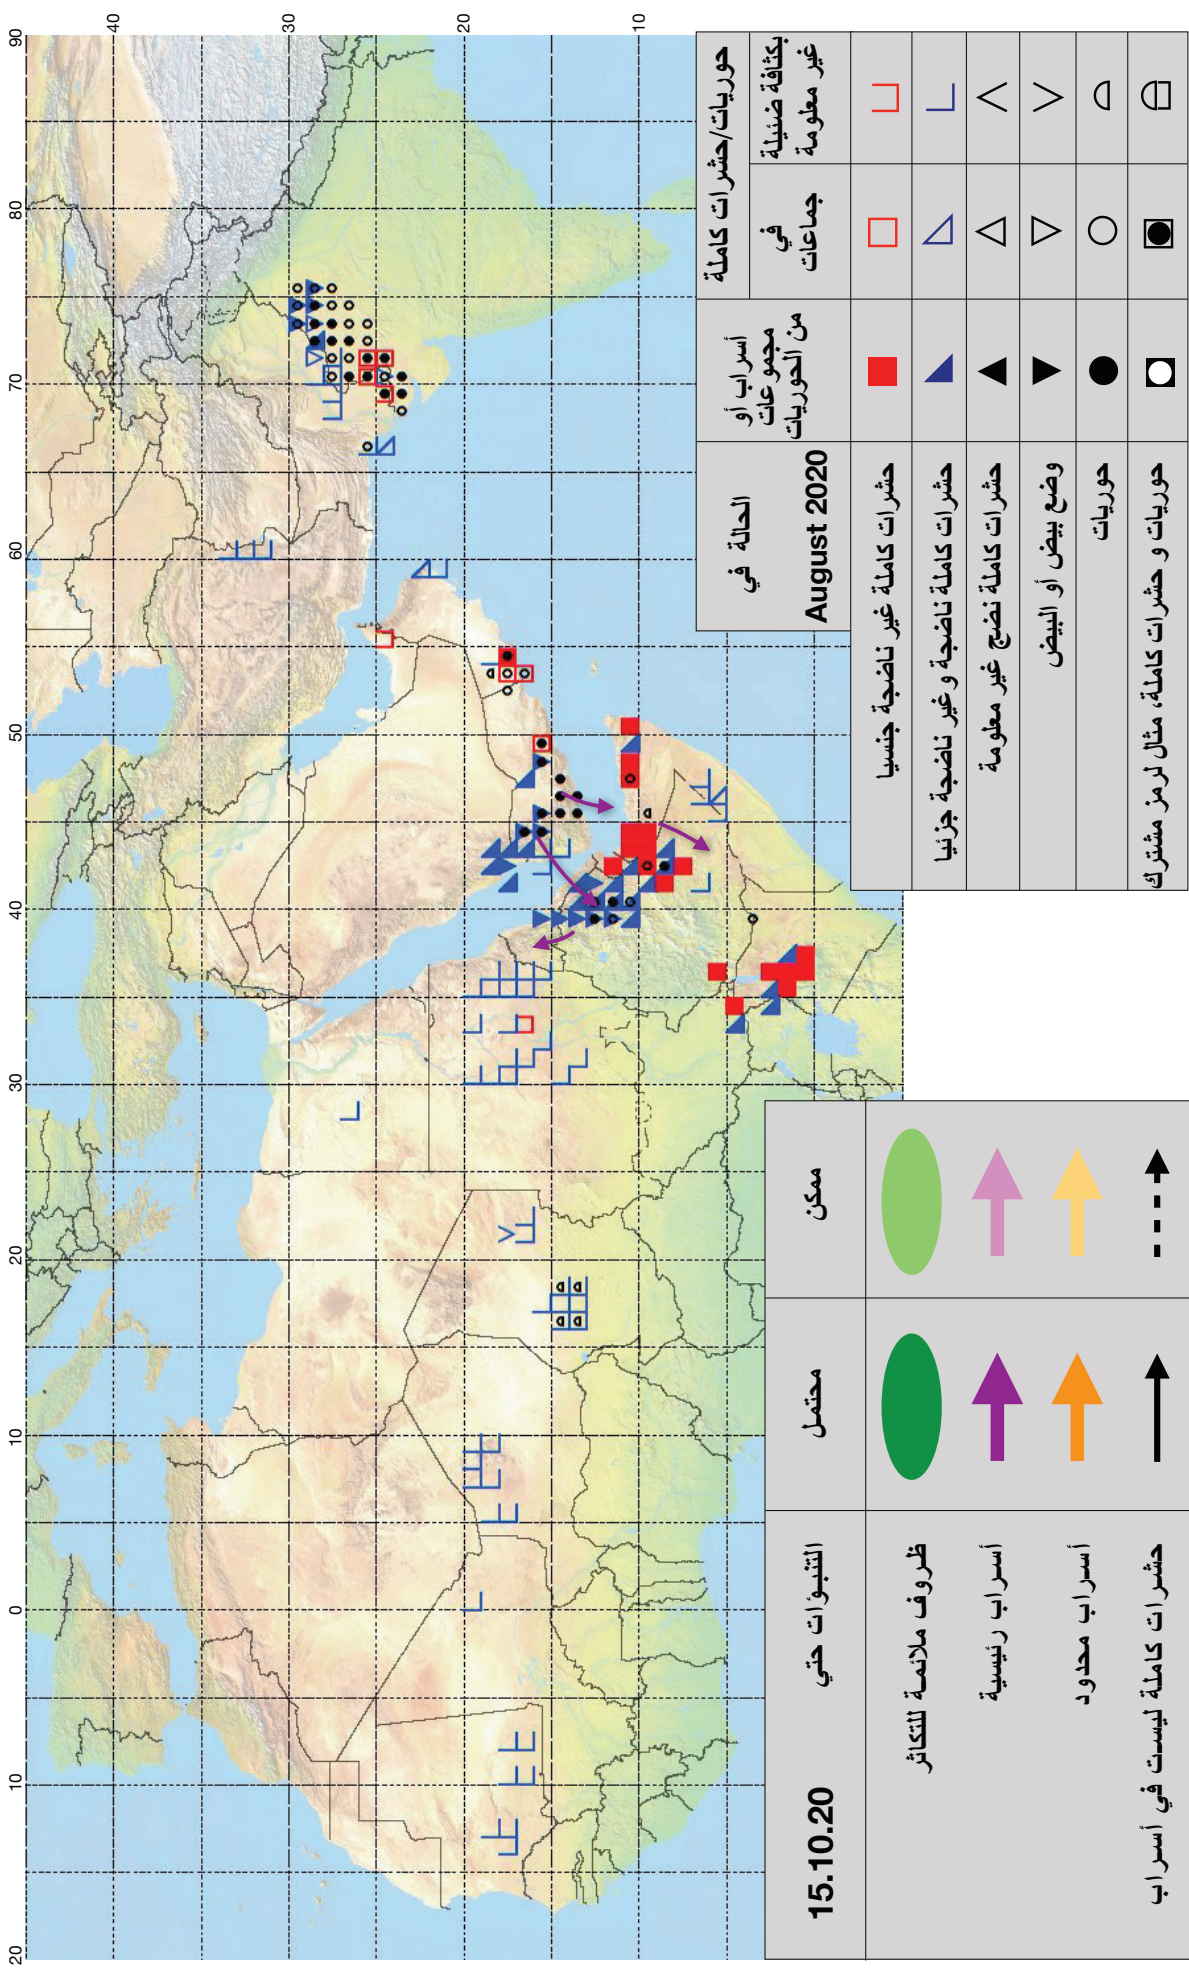 20 10 0 10 20 30 40 50 60 70 80 90
40
30
20
10
التنبؤات حتي
15.10.20
محتمل
ممكن
ظروف ملائمة للتكاثر
أسراب رئيسية
أسراب محدود
حشرات كاملة ليست في أسراب
الحالة في
August 2020
حوريات/حشرات كاملة
أسراب أو
مجموعات
من الحوريات
في
جماعات
بكثافة ضئيلة
غير معلومة
حشرات كاملة غير ناضجة جنسيا
حشرات كاملة ناضجة و غير ناضجة جزئيا
حشرات كاملة نضج غير معلومة
وضع بيض أو البيض
حوريات
حوريات و حشرات كاملة، مثال لرمز مشترك